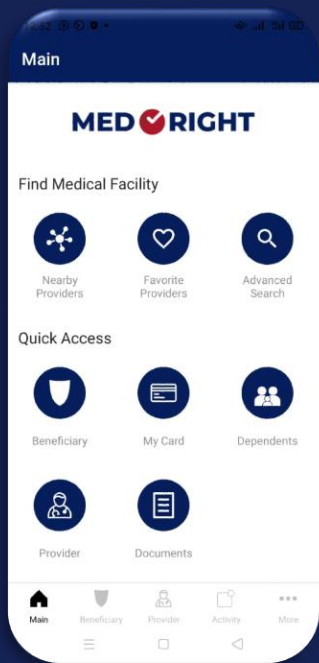 Main
MED RIGHT
Find Medical Facility
Nearby Providers
Favorite Providers
Advanced Search
Quick Access
Beneficiary
My Card
Dependents
Provider
Documents
Main
Beneficiary
Provider
Activity
More